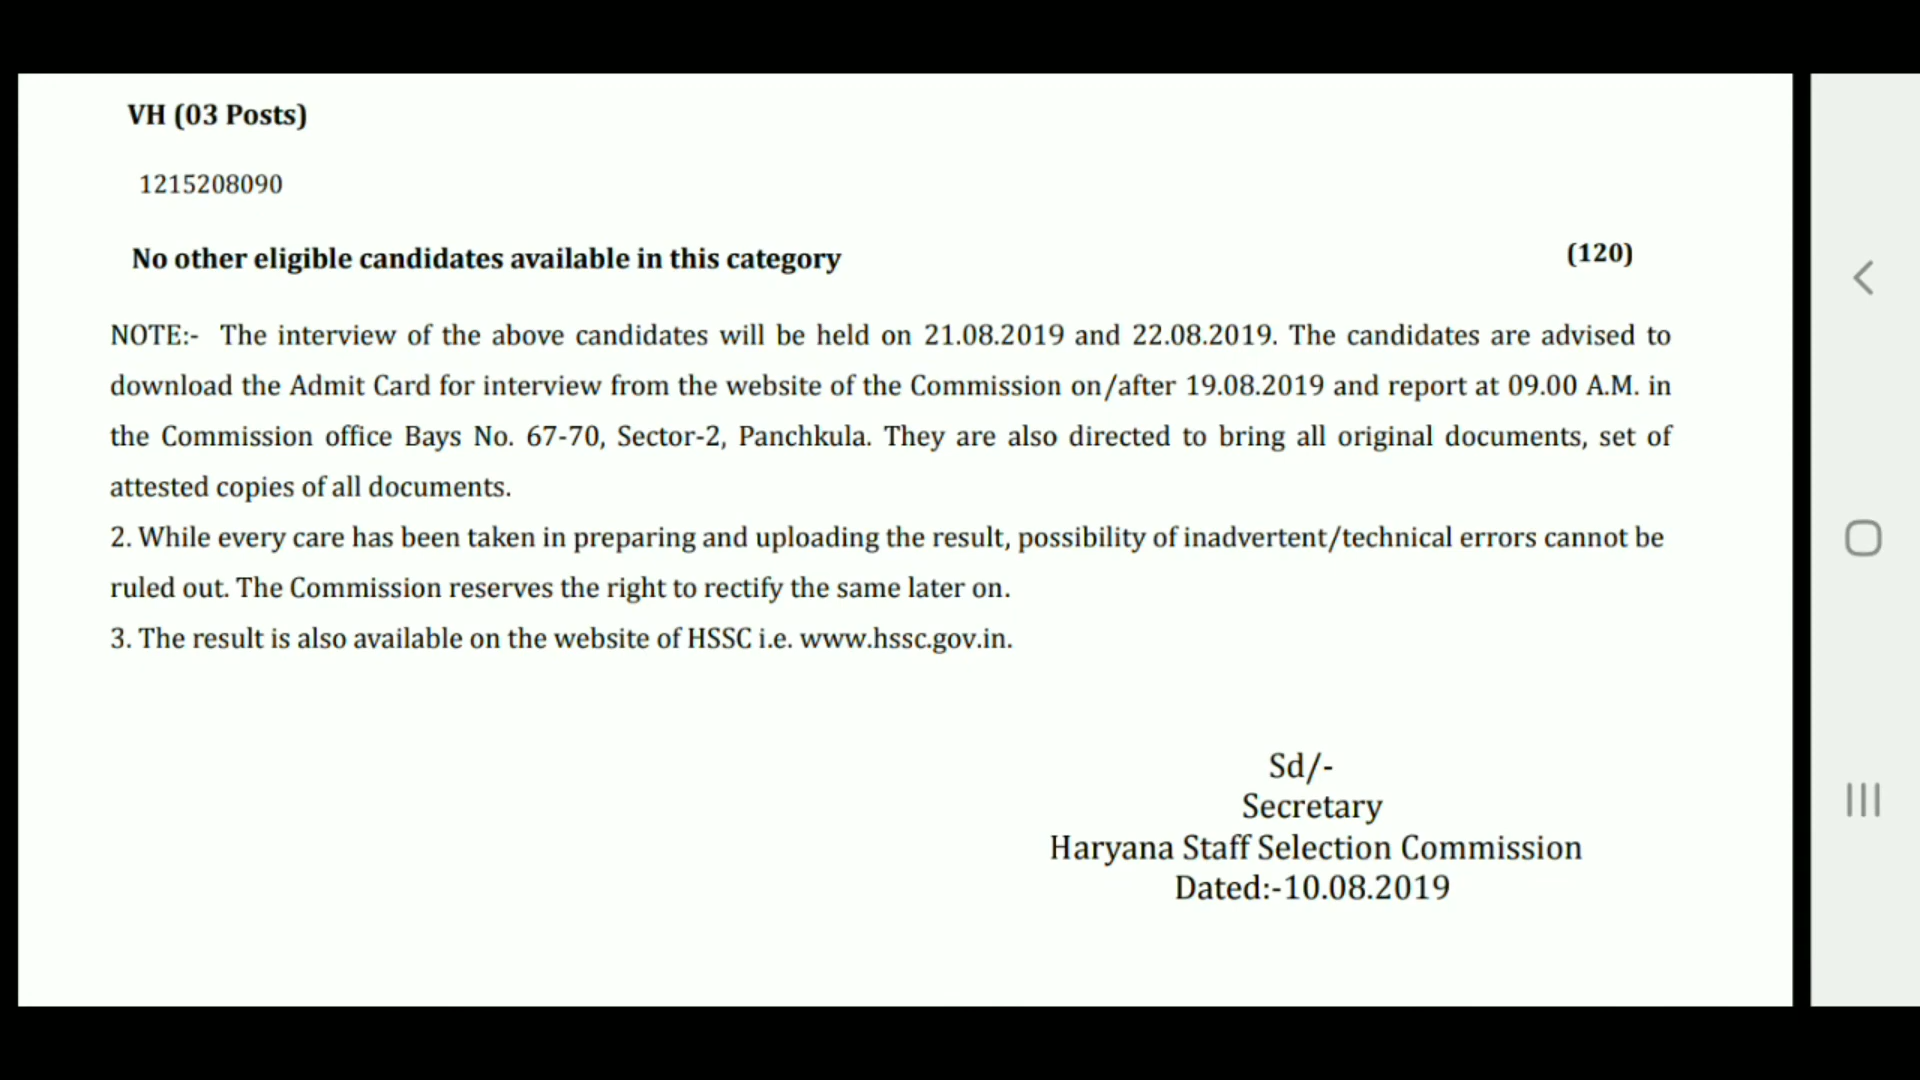 VH (03 Posts)
1215208090
No other eligible candidates available in this category (120)
NOTE:- The interview of the above candidates will be held on 21.08.2019 and 22.08.2019. The candidates are advised to
download the Admit Card for interview from the website of the Commission on/after 19.08.2019 and report at 09.00 A.M. in
the Commission office Bays No. 67-70, Sector-2, Panchkula. They are also directed to bring all original documents, set of
attested copies of all documents.
2. While every care has been taken in preparing and uploading the result, possibility of inadvertent/technical errors cannot be
ruled out. The Commission reserves the right to rectify the same later on.
3. The result is also available on the website of HSSC i.e. www.hssc.gov.in.
Sd/-
Secretary
Haryana Staff Selection Commission
Dated:-10.08.2019